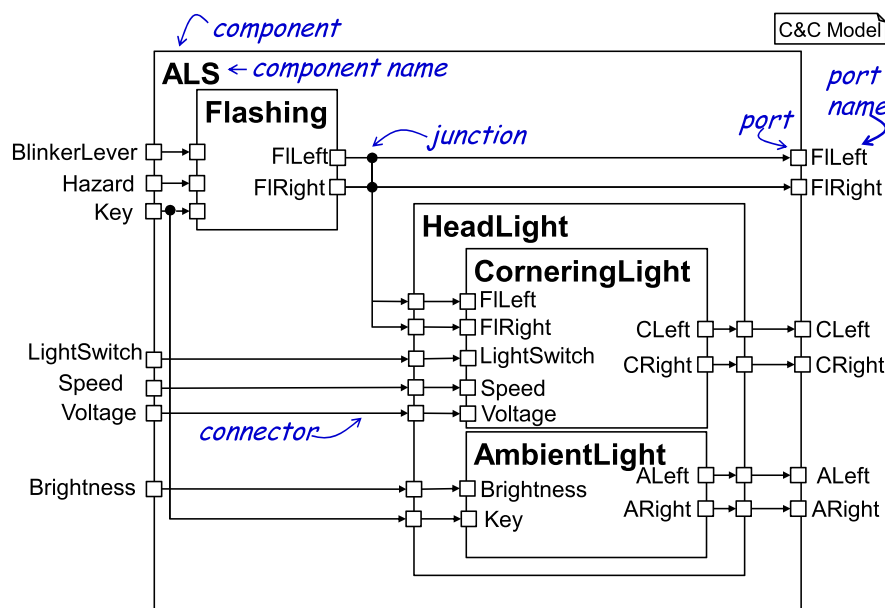 component
C&C Model
ALS
component name
port name
Flashing
port
junction
BlinkerLever
FlLeft
FlLeft
Hazard
FlRight
FlRight
Key
HeadLight
CorneringLight
FlLeft
FlRight
CLeft
CLeft
LightSwitch
LightSwitch
CRight
CRight
Speed
Speed
Voltage
Voltage
connector
AmbientLight
ALeft
ALeft
Brightness
Brightness
ARight
ARight
Key